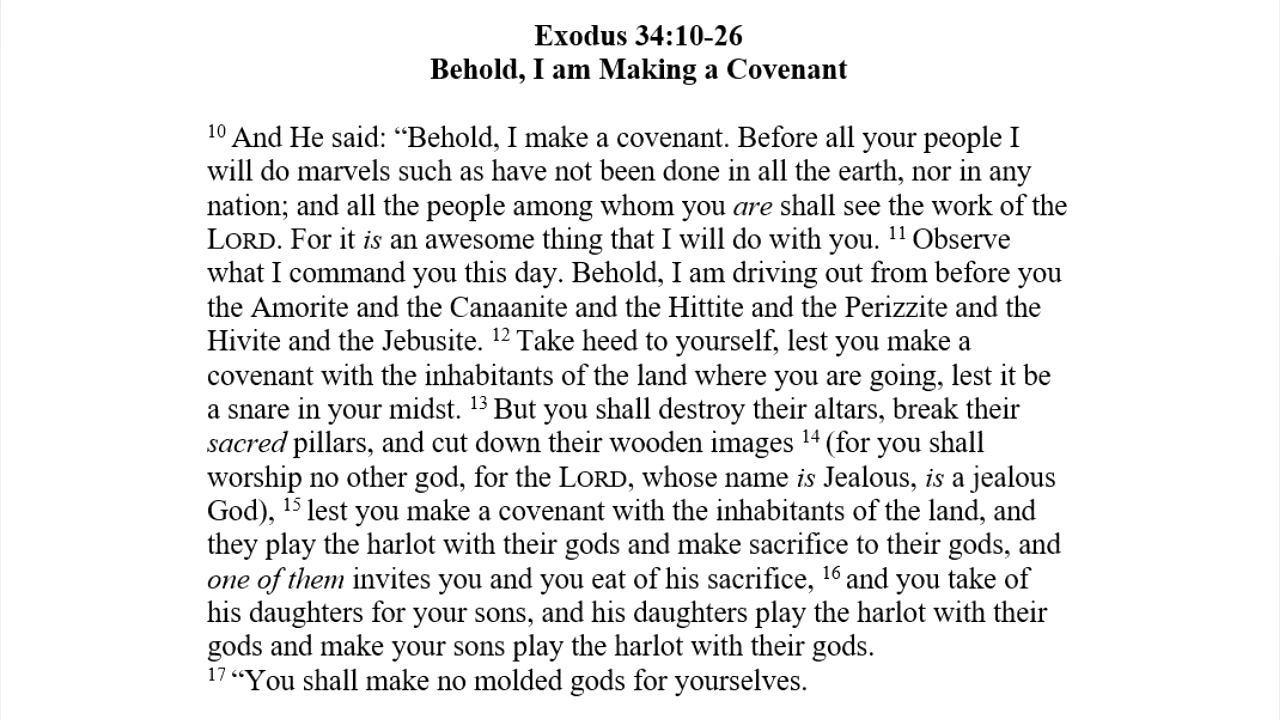 Exodus 34:10-26
Behold, I am Making a Covenant
10 And He said: “Behold, I make a covenant. Before all your people I
will do marvels such as have not been done in all the earth, nor in any
nation; and all the people among whom you are shall see the work of the
LORD. For it is an awesome thing that I will do with you. 11 Observe
what I command you this day. Behold, I am driving out from before you
the Amorite and the Canaanite and the Hittite and the Perizzite and the
Hivite and the Jebusite. 12 Take heed to yourself, lest you make a
covenant with the inhabitants of the land where you are going, lest it be
a snare in your midst. 13 But you shall destroy their altars, break their
sacred pillars, and cut down their wooden images 14 (for you shall
worship no other god, for the LORD, whose name is Jealous, is a jealous
God), 15 lest you make a covenant with the inhabitants of the land, and
they play the harlot with their gods and make sacrifice to their gods, and
one of them invites you and you eat of his sacrifice, 16 and you take of
his daughters for your sons, and his daughters play the harlot with their
gods and make your sons play the harlot with their gods.
17 “You shall make no molded gods for yourselves.